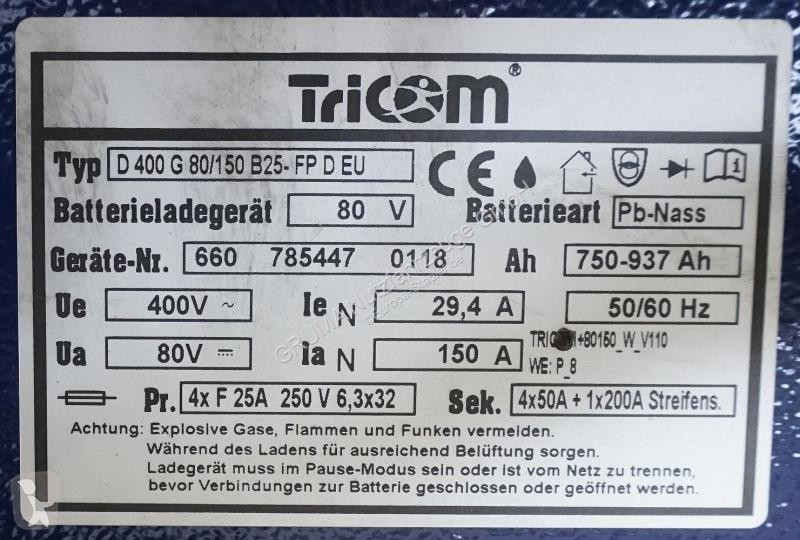 TriCOM®
Typ D 400 G 80/150 B25- FP D EU CE
Batterieladegerät 80 V Batterieart Pb-Nass
Geräte-Nr. 660 785447 0118 Ah 750-937 Ah
Ue 400V ~ Ie N 29,4 A 50/60 Hz
Ua 80V ⎓ ia N 150 A
+80150_W_V110
WE: P_8
Pr. 4x F 25A 250 V 6,3x32 Sek. 4x50A + 1x200A Streifens.
Achtung: Explosive Gase, Flammen und Funken vermeiden.
Während des Ladens für ausreichend Belüftung sorgen.
Ladegerät muss im Pause-Modus sein oder ist vom Netz zu trennen,
bevor Verbindungen zur Batterie geschlossen oder geöffnet werden.